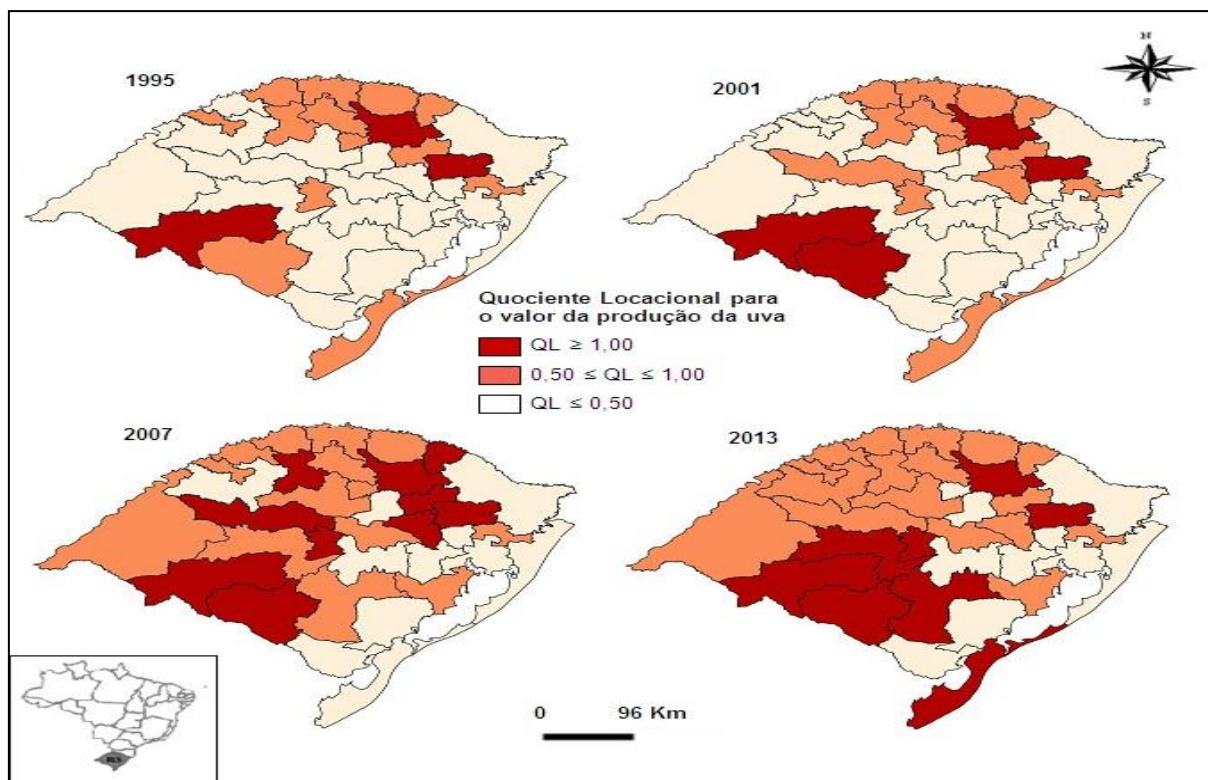 N
S
1995
2001
Quociente Locacional para
o valor da produção da uva
QL ≥ 1,00
0,50 ≤ QL ≤ 1,00
QL ≤ 0,50
2007
2013
0 96 Km
RS